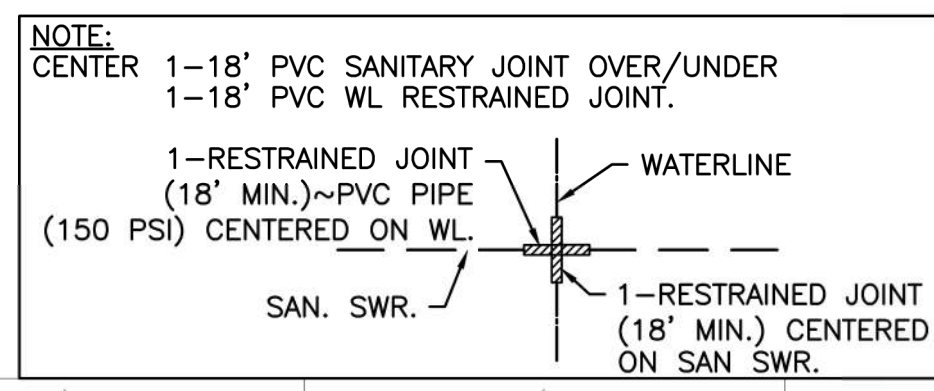 NOTE:
CENTER 1-18' PVC SANITARY JOINT OVER/UNDER
1-18' PVC WL RESTRAINED JOINT.
1-RESTRAINED JOINT
(18' MIN.)~PVC PIPE
(150 PSI) CENTERED ON WL.
WATERLINE
SAN. SWR.
1-RESTRAINED JOINT
(18' MIN.) CENTERED
ON SAN SWR.